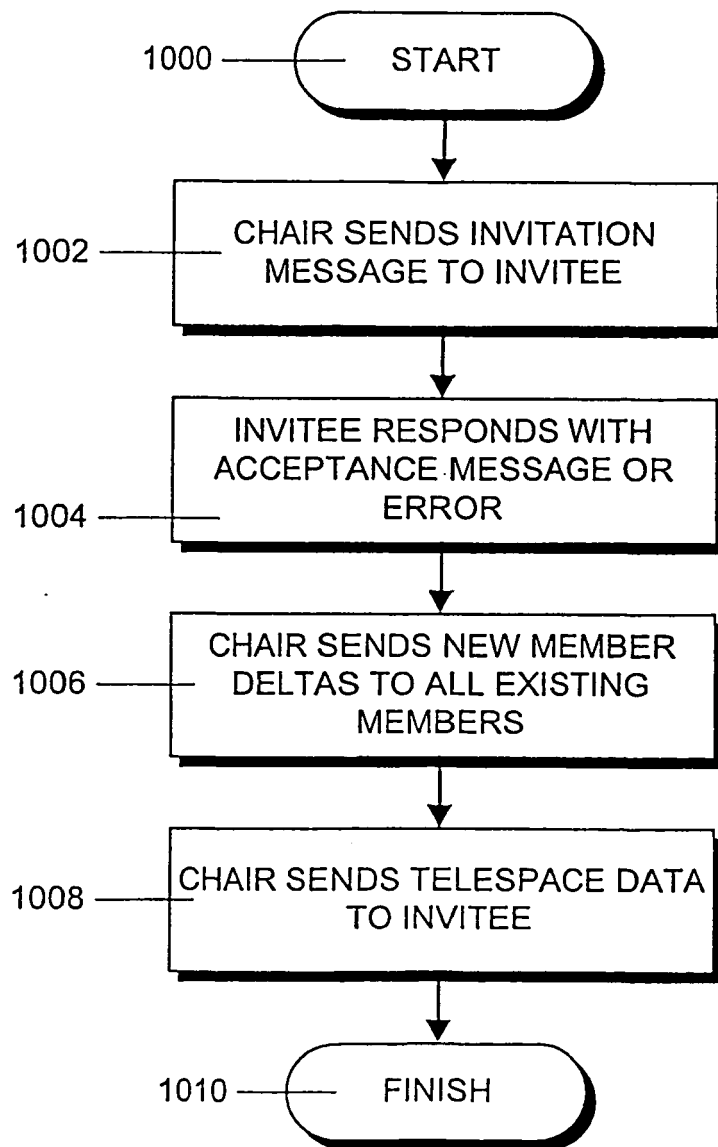 1000
START
1002
CHAIR SENDS INVITATION
MESSAGE TO INVITEE
INVITEE RESPONDS WITH
ACCEPTANCE MESSAGE OR
ERROR
1004
CHAIR SENDS NEW MEMBER
1006
DELTAS TO ALL EXISTING
MEMBERS
1008
CHAIR SENDS TELESPACE DATA
TO INVITEE
1010
FINISH